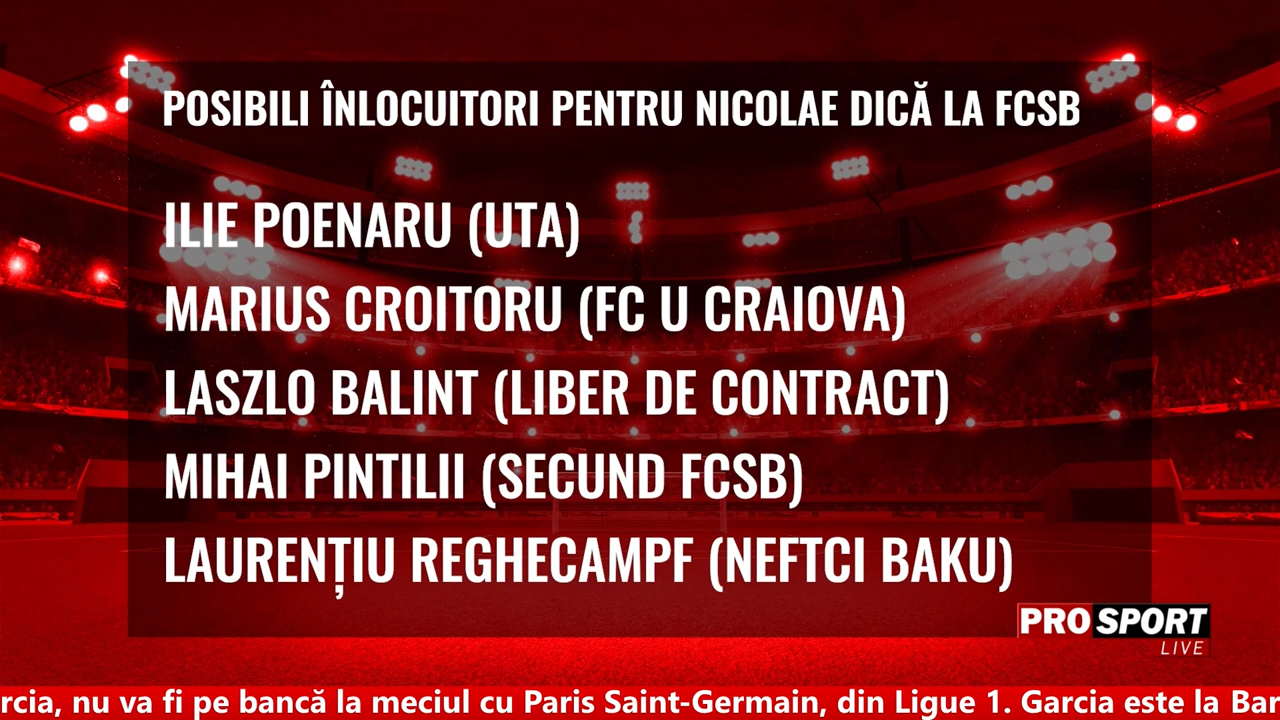 POSIBILI ÎNLOCUITORI PENTRU NICOLAE DICĂ LA FCSB
ILIE POENARU (UTA)
MARIUS CROITORU (FC U CRAIOVA)
LASZLO BALINT (LIBER DE CONTRACT)
MIHAI PINTILII (SECUND FCSB)
LAURENȚIU REGHECAMPF (NEFTCI BAKU)
PRO SPORT
LIVE
rcia, nu va fi pe bancă la meciul cu Paris Saint-Germain, din Ligue 1. Garcia este la Bar